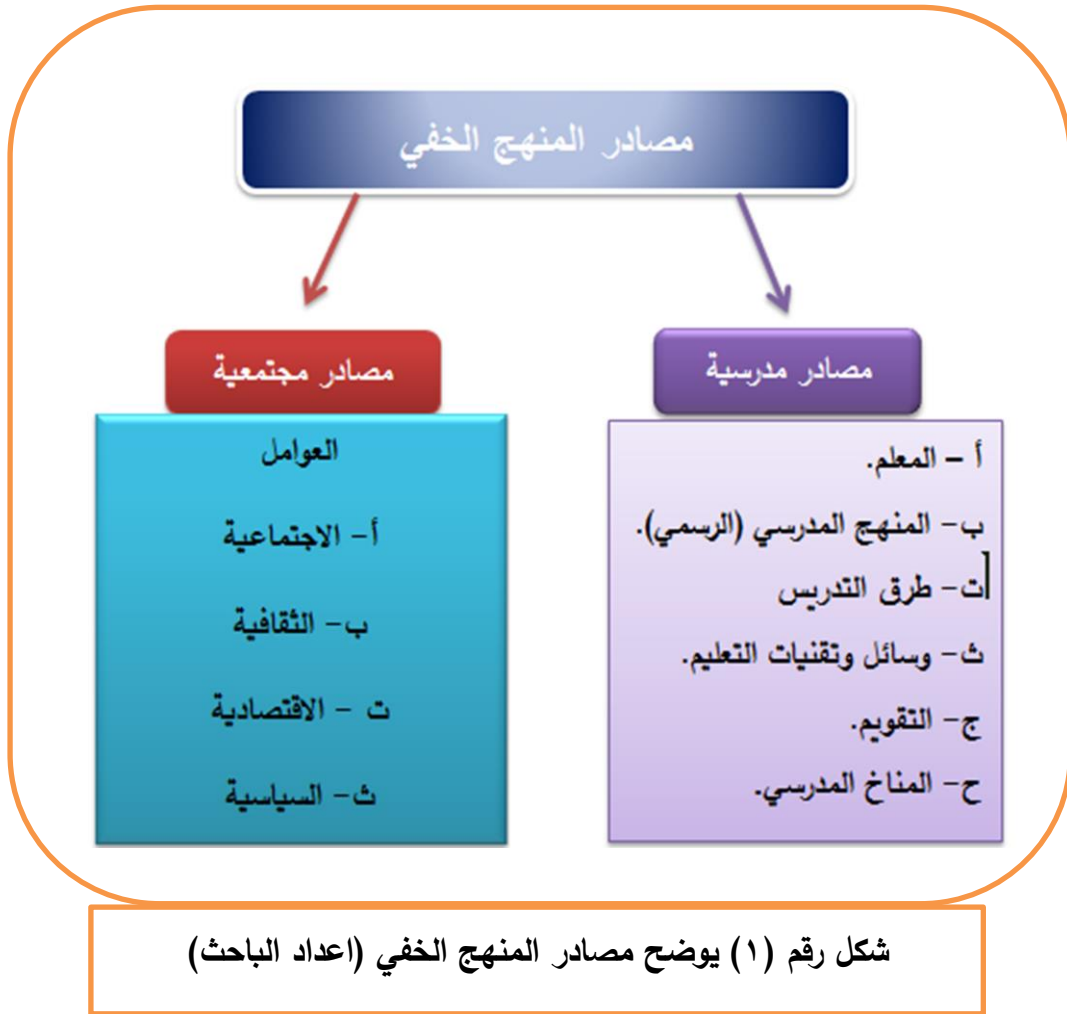 مصادر المنهج الخفي
مصادر مدرسية
أ – المعلم.
ب- المنهج المدرسي (الرسمي).
ت- طرق التدريس
ث- وسائل وتقنيات التعليم.
ج- التقويم.
ح- المناخ المدرسي.
مصادر مجتمعية
العوامل
أ- الاجتماعية
ب- الثقافية
ت - الاقتصادية
ث- السياسية
شكل رقم (١) يوضح مصادر المنهج الخفي (اعداد الباحث)